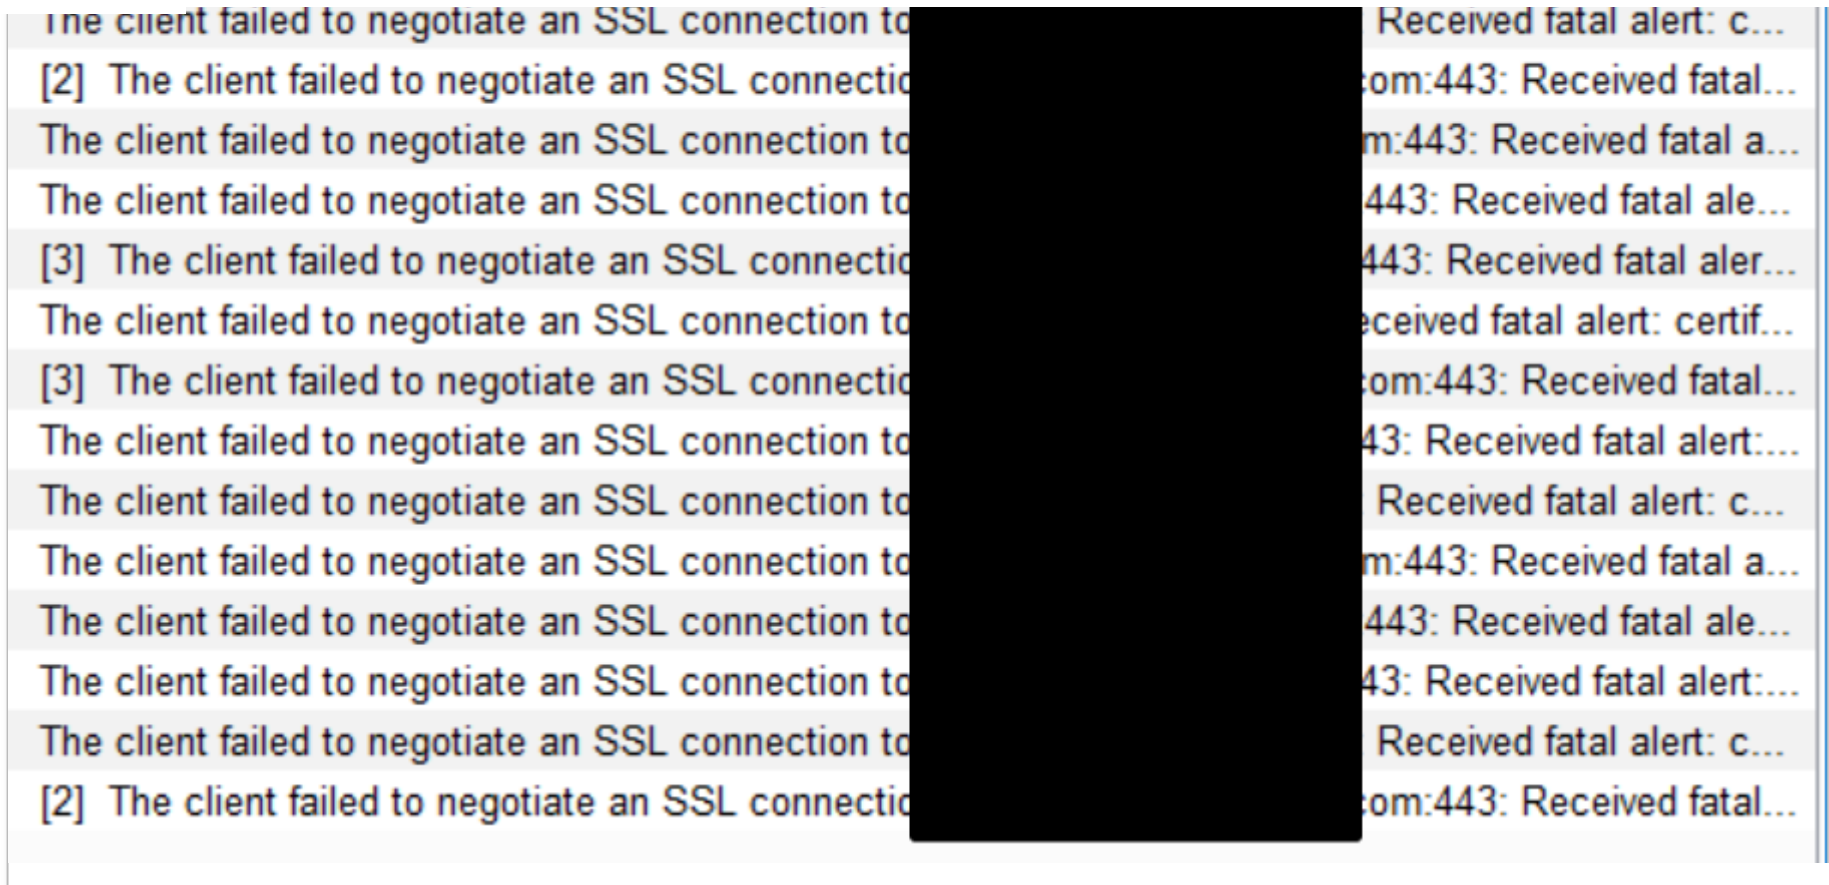 The client failed to negotiate an SSL connection to Received fatal alert: c...
[2] The client failed to negotiate an SSL connectio com:443: Received fatal...
The client failed to negotiate an SSL connection to m:443: Received fatal a...
The client failed to negotiate an SSL connection to :443: Received fatal ale...
[3] The client failed to negotiate an SSL connectio 443: Received fatal aler...
The client failed to negotiate an SSL connection to eceived fatal alert: certif...
[3] The client failed to negotiate an SSL connectio com:443: Received fatal...
The client failed to negotiate an SSL connection to 43: Received fatal alert:...
The client failed to negotiate an SSL connection to Received fatal alert: c...
The client failed to negotiate an SSL connection to m:443: Received fatal a...
The client failed to negotiate an SSL connection to :443: Received fatal ale...
The client failed to negotiate an SSL connection to 43: Received fatal alert:...
The client failed to negotiate an SSL connection to Received fatal alert: c...
[2] The client failed to negotiate an SSL connectio com:443: Received fatal...